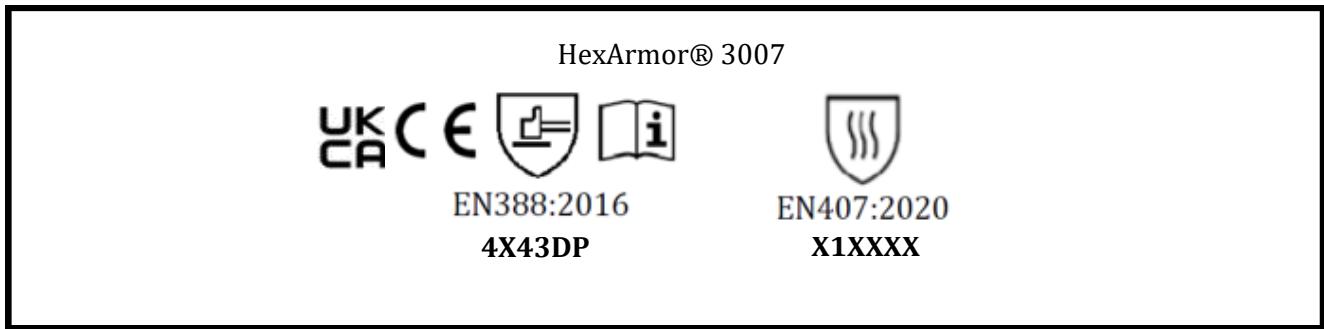 HexArmor® 3007
UK
CA
CE
i
EN388:2016
4X43DP
EN407:2020
X1XXXX